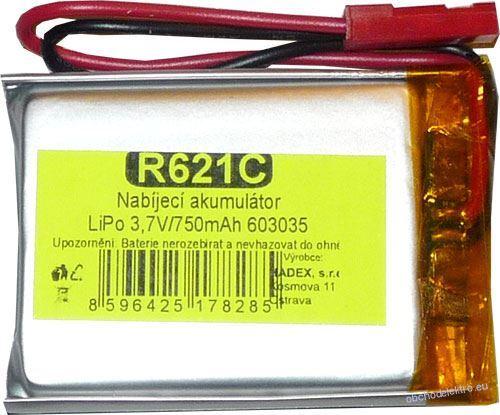 R621C
Nabíjecí akumulátor
LiPo 3,7V/750mAh 603035
Upozornění. Baterie nerozebírat a nevhazovat do ohně
Výrobce:
HADEX, s.r.o
Kosmova 11
Ostrava
8 596425 178285
obchodelektro.eu